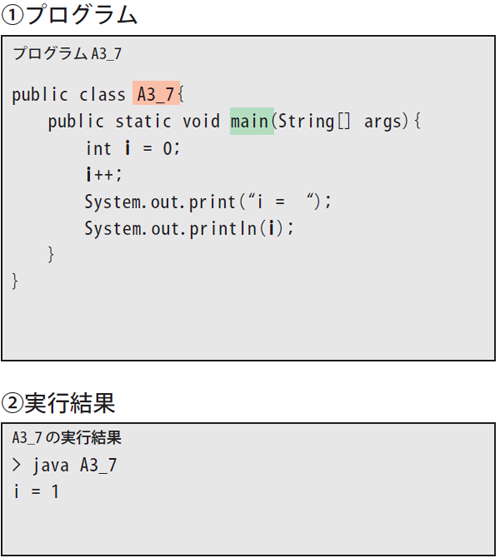 ①プログラム
プログラム A3_7
public class A3_7{
public static void main(String[] args){
int i = 0;
i++;
System.out.print(“i =  “);
System.out.println(i);
}
}
②実行結果
A3_7 の実行結果
> java A3_7
i = 1